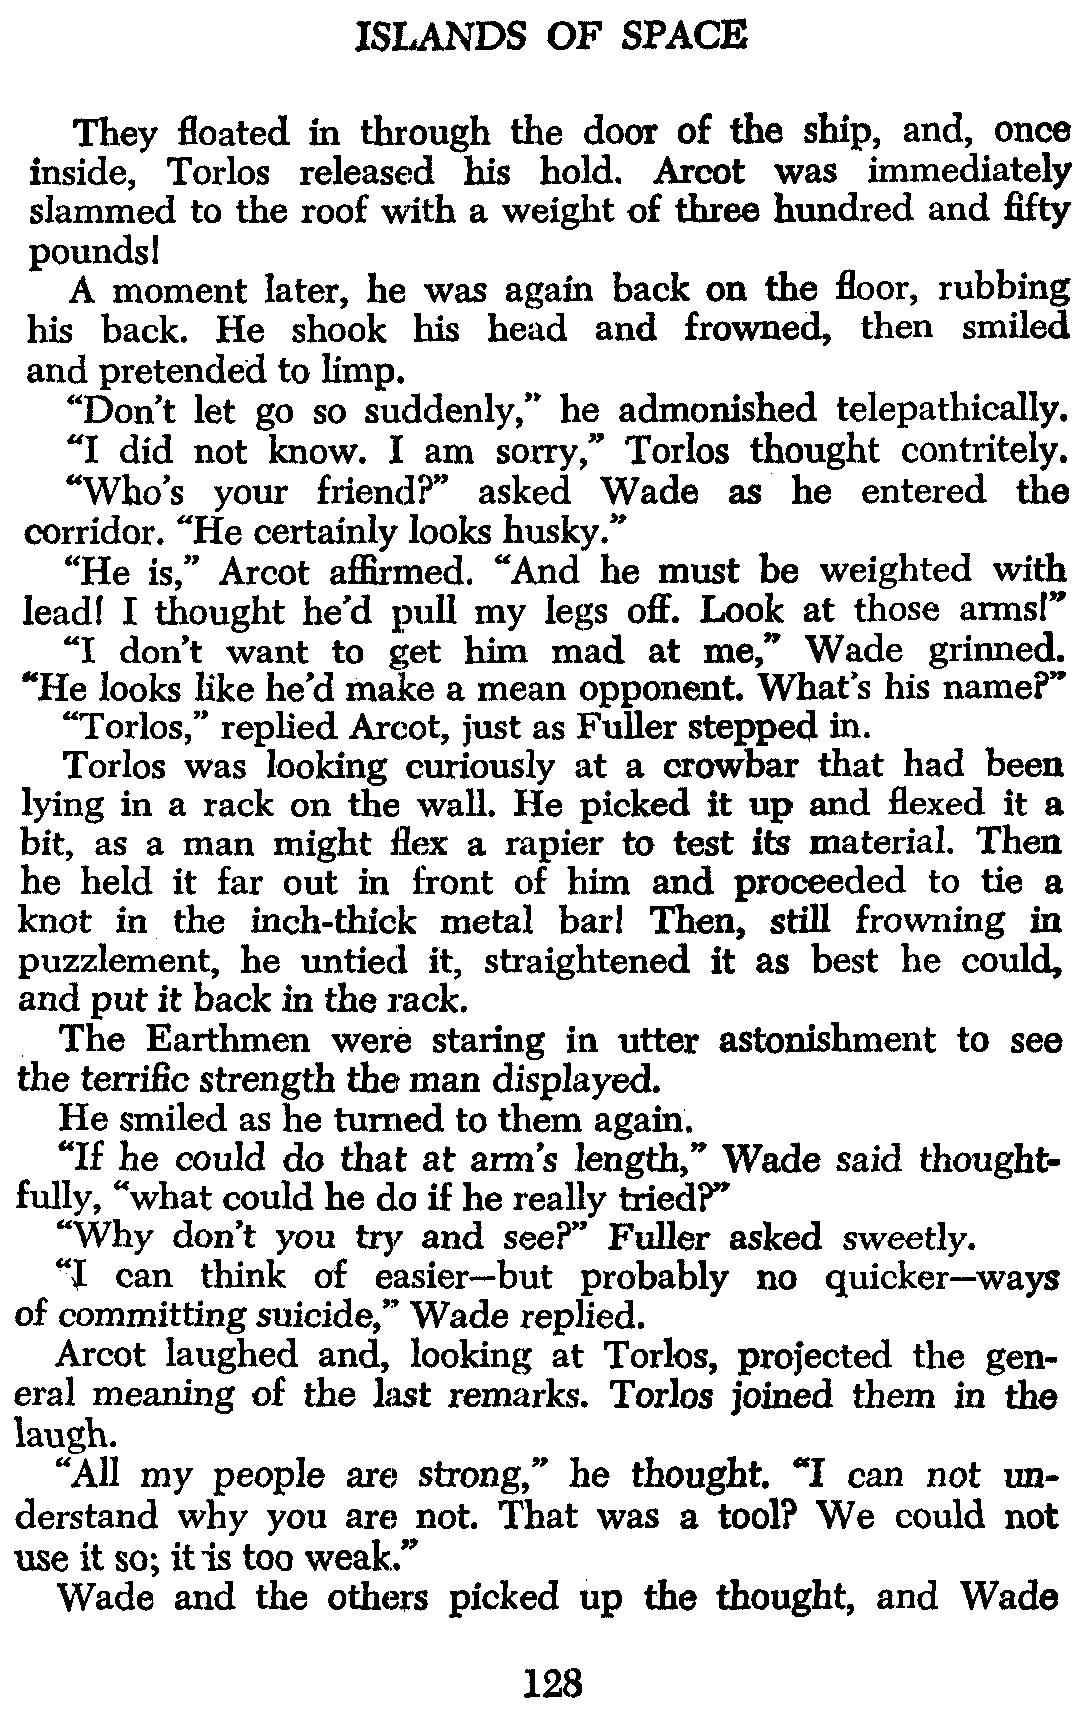 ISLANDS OF SPACE
They floated in through the door of the ship, and, once
inside, Torlos released his hold. Arcot was immediately
slammed to the roof with a weight of three hundred and fifty
pounds!
A moment later, he was again back on the floor, rubbing
his back. He shook his head and frowned, then smiled
and pretended to limp.
“Don’t let go so suddenly,” he admonished telepathically.
“I did not know. I am sorry,” Torlos thought contritely.
“Who’s your friend?” asked Wade as he entered the
corridor. “He certainly looks husky.”
“He is,” Arcot affirmed. “And he must be weighted with
lead! I thought he’d pull my legs off. Look at those arms!”
“I don’t want to get him mad at me,” Wade grinned.
“He looks like he’d make a mean opponent. What’s his name?”
“Torlos,” replied Arcot, just as Fuller stepped in.
Torlos was looking curiously at a crowbar that had been
lying in a rack on the wall. He picked it up and flexed it a
bit, as a man might flex a rapier to test its material. Then
he held it far out in front of him and proceeded to tie a
knot in the inch-thick metal bar! Then, still frowning in
puzzlement, he untied it, straightened it as best he could,
and put it back in the rack.
The Earthmen were staring in utter astonishment to see
the terrific strength the man displayed.
He smiled as he turned to them again.
“If he could do that at arm’s length,” Wade said thought-
fully, “what could he do if he really tried?”
“Why don’t you try and see?” Fuller asked sweetly.
“I can think of easier—but probably no quicker—ways
of committing suicide,” Wade replied.
Arcot laughed and, looking at Torlos, projected the gen-
eral meaning of the last remarks. Torlos joined them in the
laugh.
“All my people are strong,” he thought. “I can not un-
derstand why you are not. That was a tool? We could not
use it so; it is too weak.”
Wade and the others picked up the thought, and Wade
128